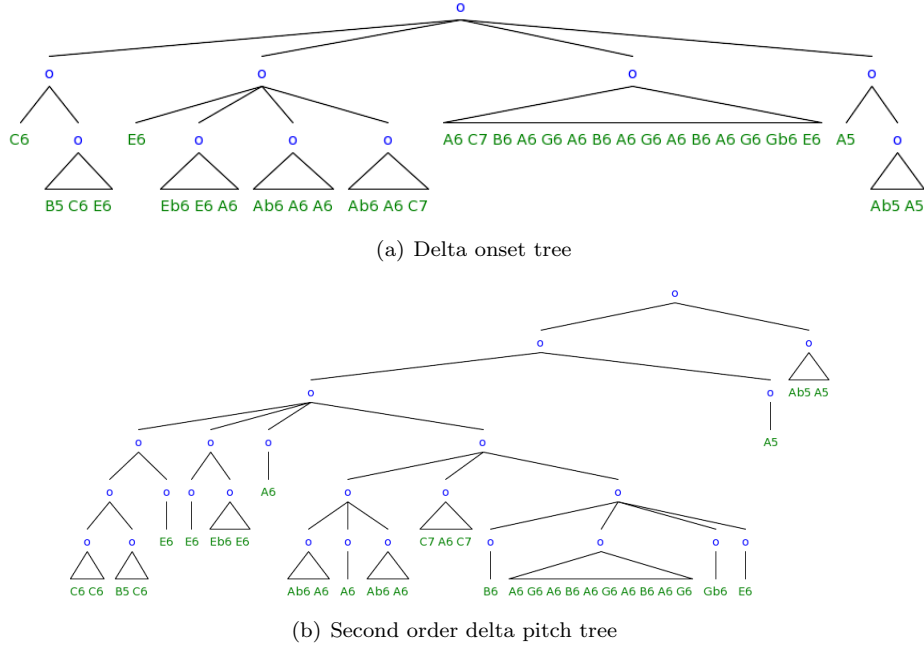 o
o o o o
C6 o E6 o o o A6 C7 B6 A6 G6 A6 B6 A6 G6 A6 B6 A6 G6 Gb6 E6 A5 o
B5 C6 E6 Eb6 E6 A6 Ab6 A6 A6 Ab6 A6 C7 Ab5 A5
(a) Delta onset tree
o
o o
o o Ab5 A5
o o o o A5
o o o o A6 o o o
o o E6 E6 Eb6 E6 o o o C7 A6 C7 o o o o
C6 C6 B5 C6 Ab6 A6 A6 Ab6 A6 B6 A6 G6 A6 B6 A6 G6 A6 B6 A6 G6 Gb6 E6
(b) Second order delta pitch tree